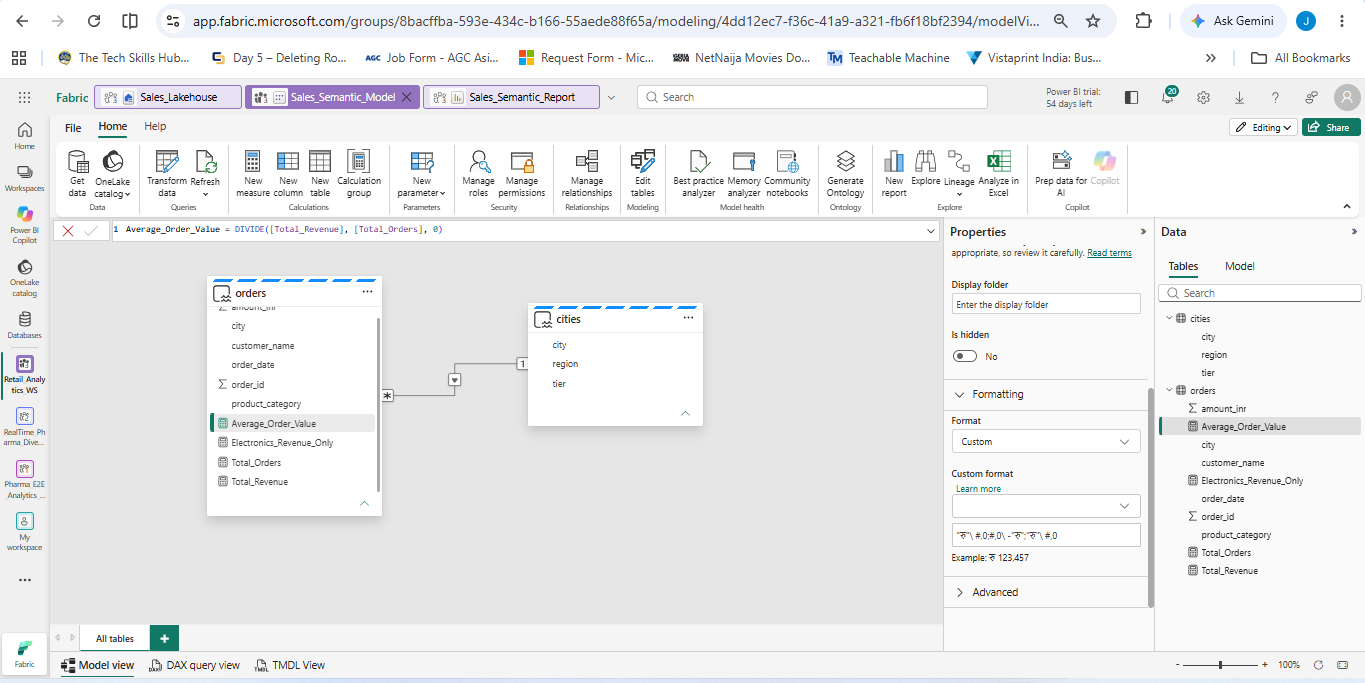 app.fabric.microsoft.com/groups/8bacffba-593e-434c-b166-55aede88f65a/modeling/4dd12ec7-f36c-41a9-a321-fb6f18bf2394/modelVi...
Ask Gemini
J
The Tech Skills Hub...
Day 5 – Deleting Ro...
AGC Job Form - AGC Asi...
Request Form - Mic...
NetNaija Movies Do...
TM Teachable Machine
Vistaprint India: Bus...
All Bookmarks
Fabric
Sales_Lakehouse
Sales_Semantic_Model
Sales_Semantic_Report
Search
Power BI trial:
54 days left
20
File
Home
Help
Editing
Share
Get data
OneLake catalog
Data
Transform data
Refresh
Queries
New measure
New column
New table
Calculation group
Calculations
New parameter
Parameters
Manage roles
Manage permissions
Security
Manage relationships
Relationships
Edit tables
Modeling
Best practice analyzer
Memory analyzer
Community notebooks
Model health
Generate Ontology
Ontology
New report
Explore
Lineage
Analyze in Excel
Explore
Prep data for AI
Copilot
Copilot
Home
Workspaces
Power BI
Copilot
OneLake
catalog
Databases
Retail_Analy
tics_WS
RealTime_Ph
arma_Dive...
Pharma_E2E
_Analytics_...
My
workspace
Fabric
1 Average_Order_Value = DIVIDE([Total_Revenue], [Total_Orders], 0)
orders
amount_inr
city
customer_name
order_date
order_id
product_category
Average_Order_Value
Electronics_Revenue_Only
Total_Orders
Total_Revenue
*
1
cities
city
region
tier
Properties
appropriate, so review it carefully. Read terms
Display folder
Enter the display folder
Is hidden
No
Formatting
Format
Custom
Custom format
Learn more
"रु"\ #,0;#,0\ -"रु";"रु"\ #,0
Example: रु 123,457
Advanced
Data
Tables
Model
Search
cities
city
region
tier
orders
amount_inr
Average_Order_Value
city
customer_name
Electronics_Revenue_Only
order_date
order_id
product_category
Total_Orders
Total_Revenue
All tables
+
Model view
DAX query view
TMDL View
- + 100%